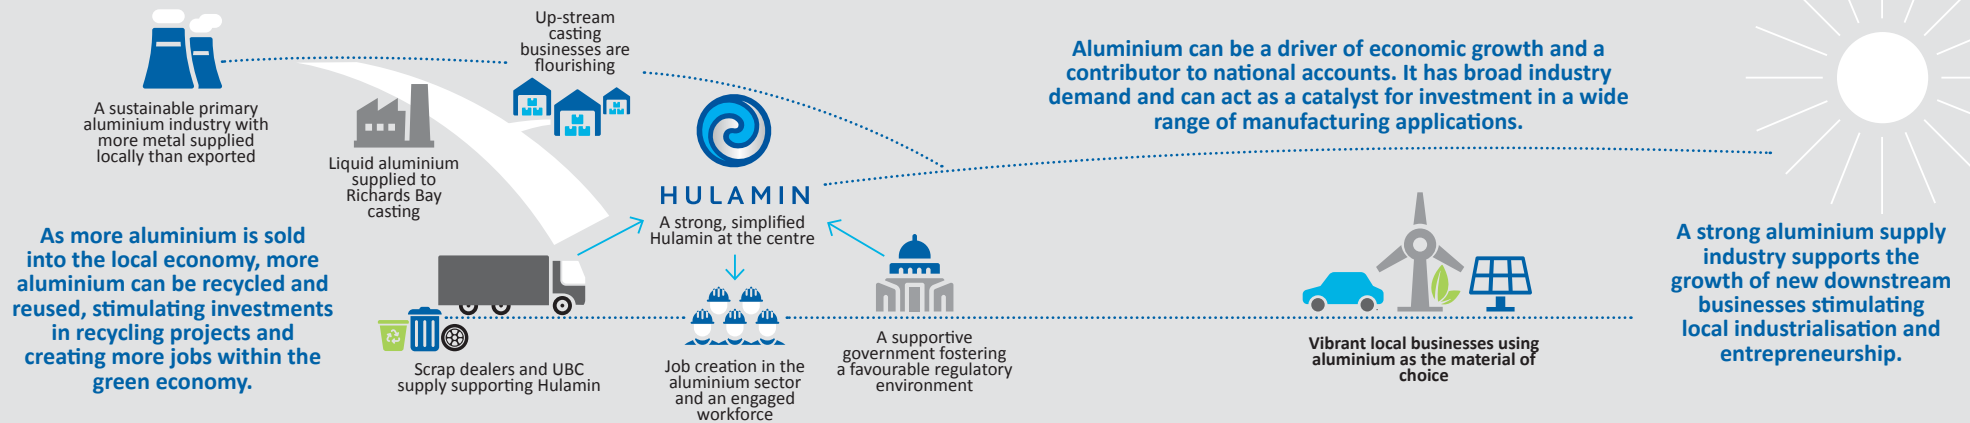 A sustainable primary
aluminium industry with
more metal supplied
locally than exported
Liquid aluminium
supplied to
Richards Bay
casting
Up-stream
casting
businesses are
flourishing
HULAMIN
A strong, simplified
Hulamin at the centre
Aluminium can be a driver of economic growth and a
contributor to national accounts. It has broad industry
demand and can act as a catalyst for investment in a wide
range of manufacturing applications.
As more aluminium is sold
into the local economy, more
aluminium can be recycled and
reused, stimulating investments
in recycling projects and
creating more jobs within the
green economy.
Scrap dealers and UBC
supply supporting Hulamin
Job creation in the
aluminium sector
and an engaged
workforce
A supportive
government fostering
a favourable regulatory
environment
Vibrant local businesses using
aluminium as the material of
choice
A strong aluminium supply
industry supports the
growth of new downstream
businesses stimulating
local industrialisation and
entrepreneurship.